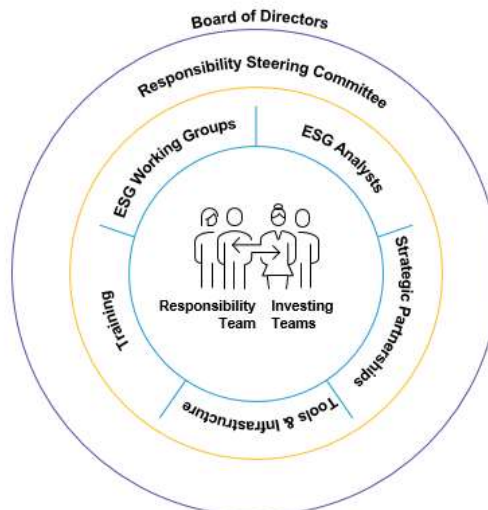 Board of Directors
Responsibility Steering Committee
ESG Working Groups
ESG Analysts
Strategic Partnerships
Tools & Infrastructure
Training
Responsibility Team
Investing Teams